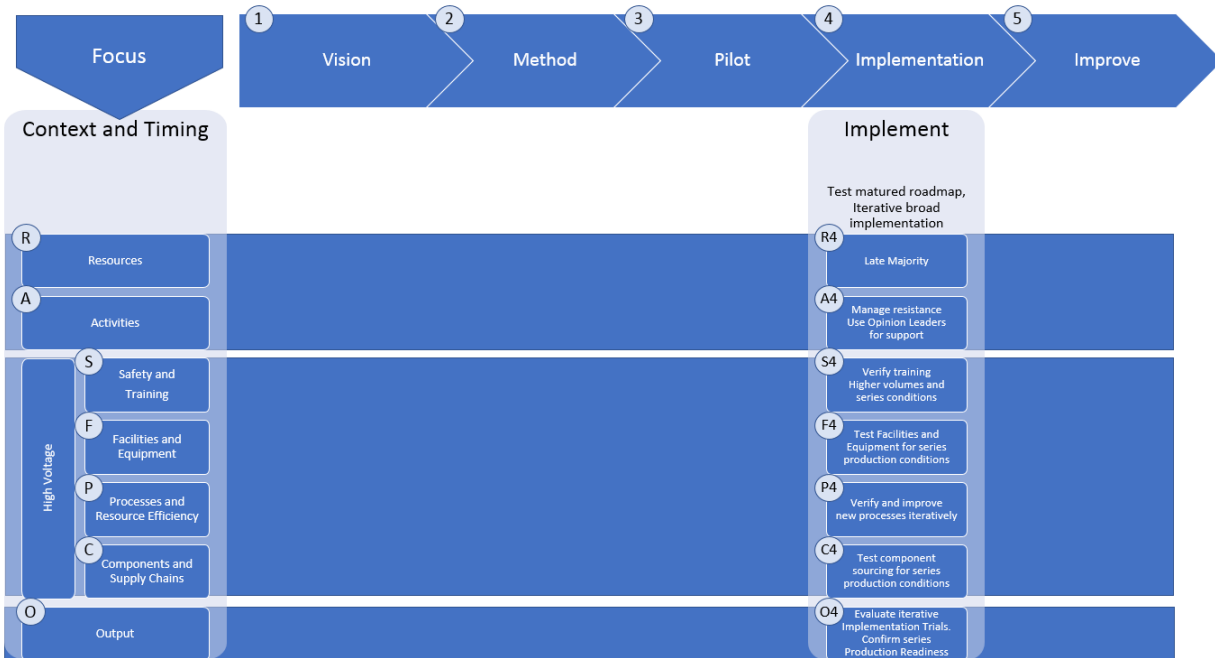 Focus
1
Vision
2
Method
3
Pilot
4
Implementation
5
Improve
Context and Timing
Implement
Test matured roadmap,
Iterative broad
implementation
R
Resources
R4
Late Majority
A
Activities
A4
Manage resistance
Use Opinion Leaders
for support
High Voltage
S
Safety and
Training
S4
Verify training
Higher volumes and
series conditions
F
Facilities and
Equipment
F4
Test Facilities and
Equipment for series
production conditions
P
Processes and
Resource Efficiency
P4
Verify and improve
new processes iteratively
C
Components and
Supply Chains
C4
Test component
sourcing for series
production conditions
O
Output
O4
Evaluate iterative
Implementation Trials.
Confirm series
Production Readiness